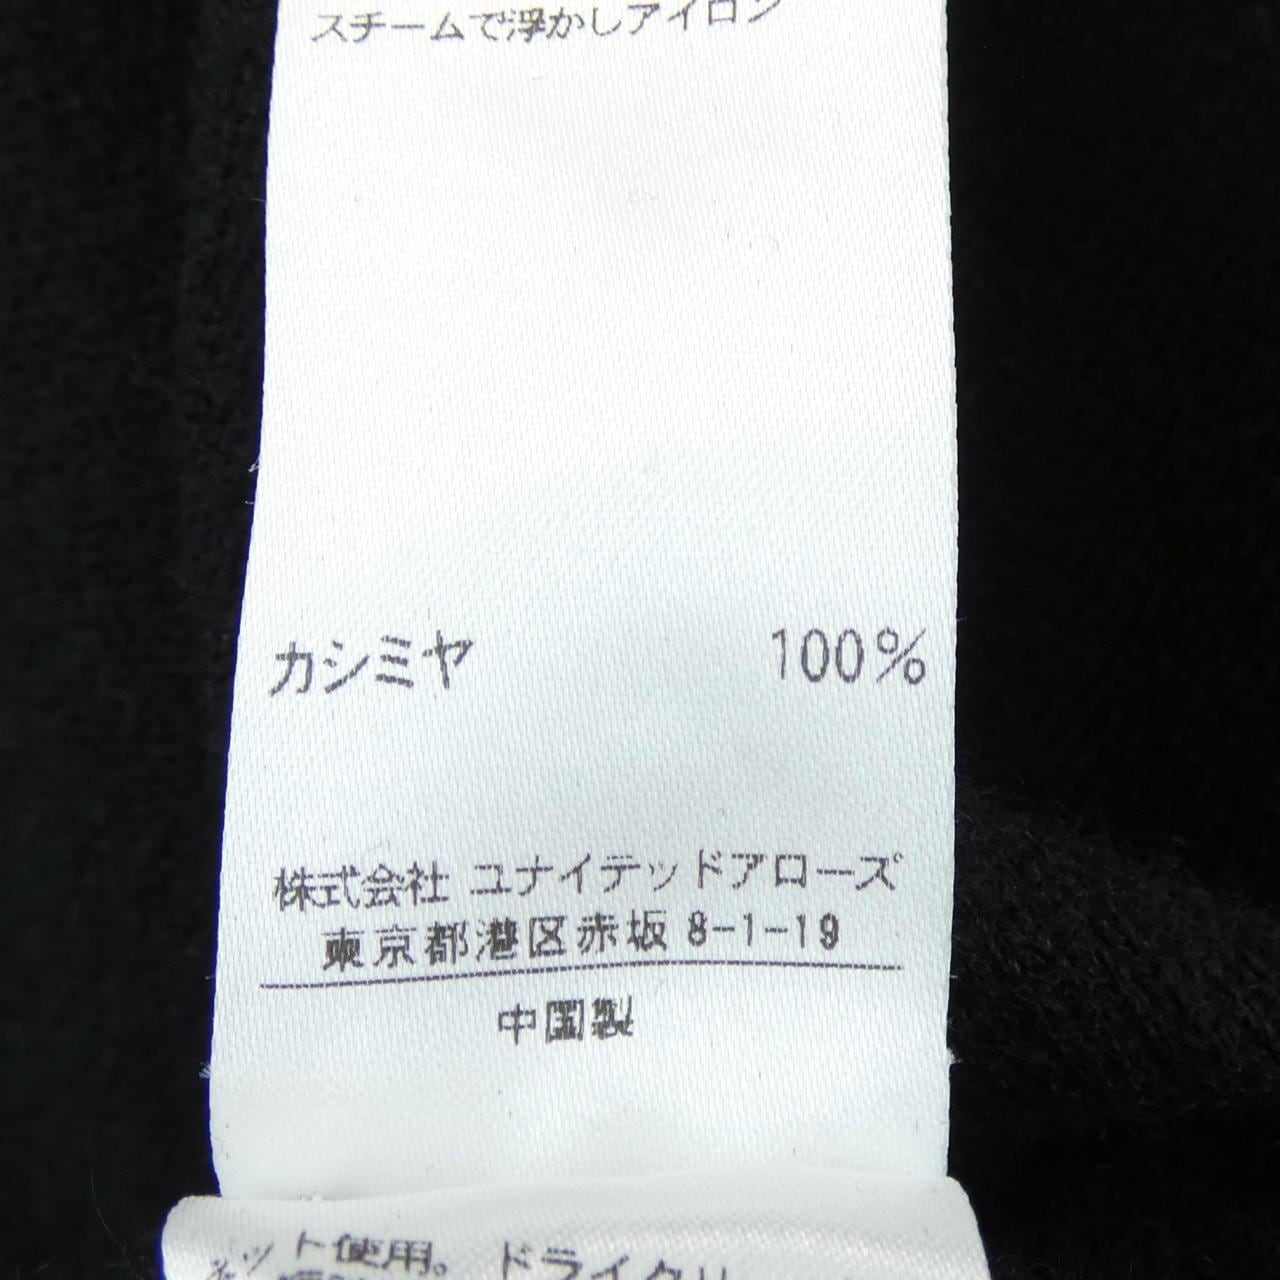 スチームで浮かしアイロン
カシミヤ 100%
株式会社 ユナイテッドアローズ
東京都港区赤坂 8-1-19
中国製
ネット使用。ドライクリ